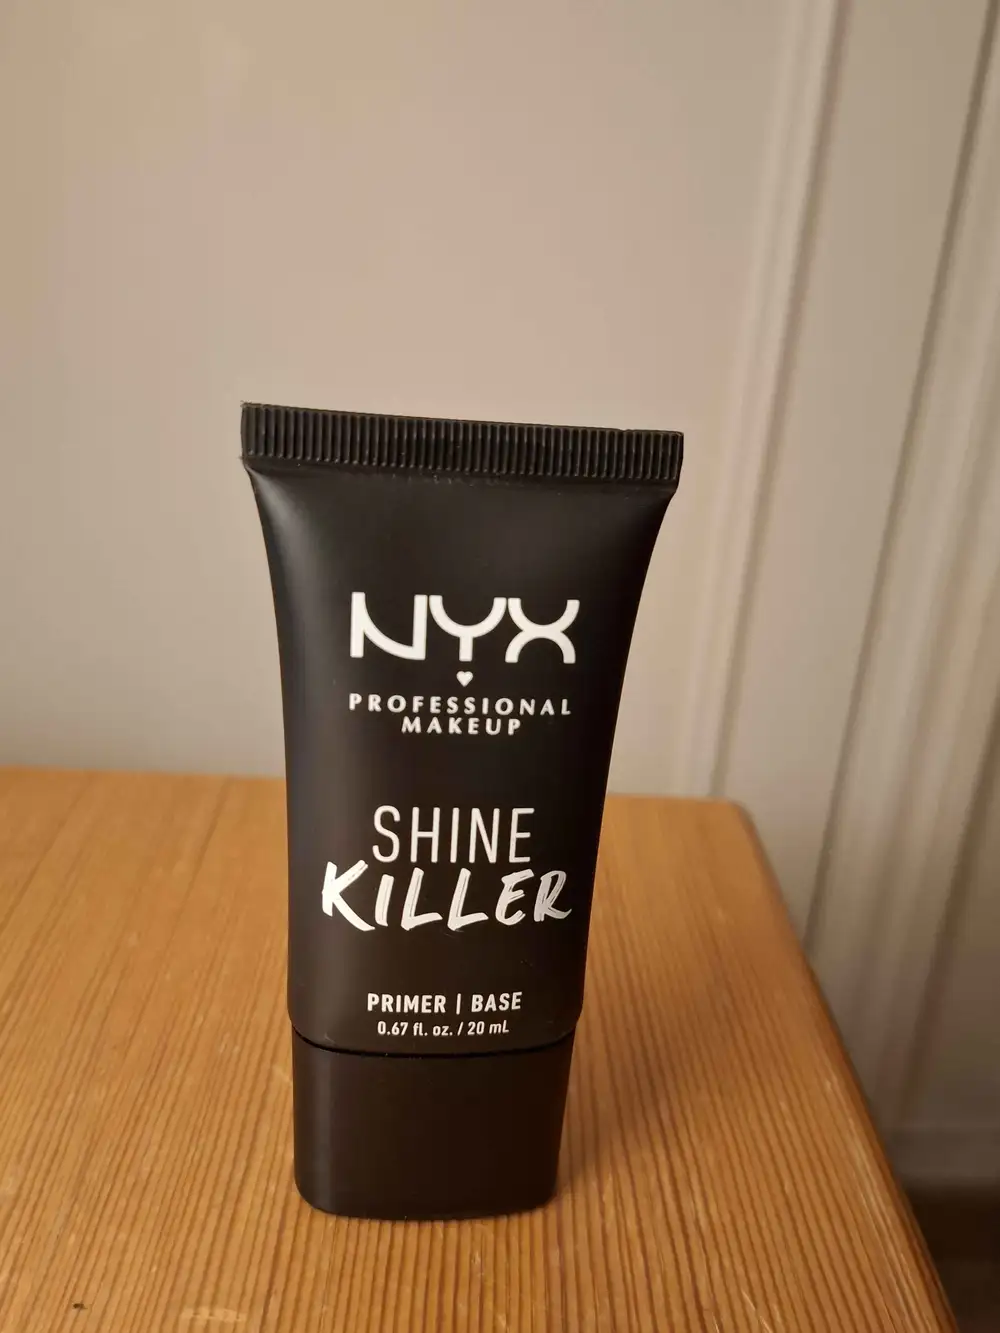 NYX
PROFESSIONAL
MAKEUP
SHINE
KILLER
PRIMER | BASE
0.67 fl. oz. / 20 mL